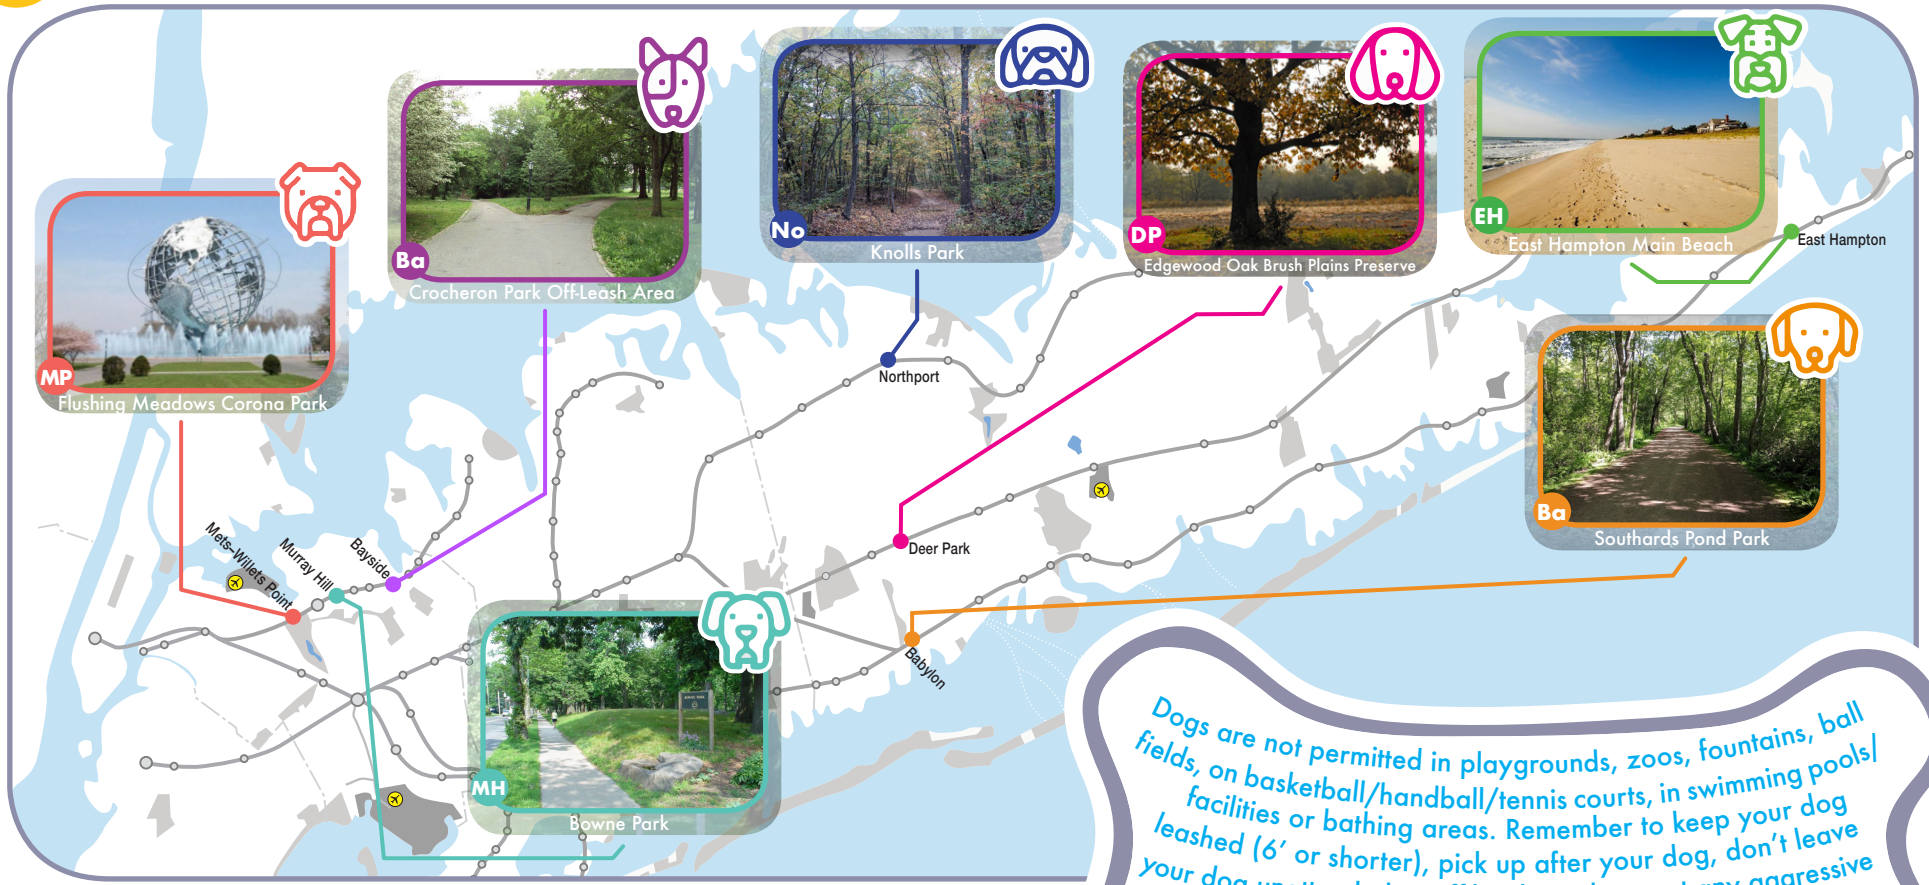 MP
Flushing Meadows Corona Park
Ba
Crocheron Park Off-Leash Area
No
Knolls Park
DP
Edgewood Oak Brush Plains Preserve
EH
East Hampton Main Beach
East Hampton
Ba
Southards Pond Park
Northport
Deer Park
Mets-Willets Point
Murray Hill
Bayside
Babylon
MH
Bowne Park
Dogs are not permitted in playgrounds, zoos, fountains, ball
fields, on basketball/handball/tennis courts, in swimming pools/
facilities or bathing areas. Remember to keep your dog
leashed (6' or shorter), pick up after your dog, don't leave
your dog any aggressive